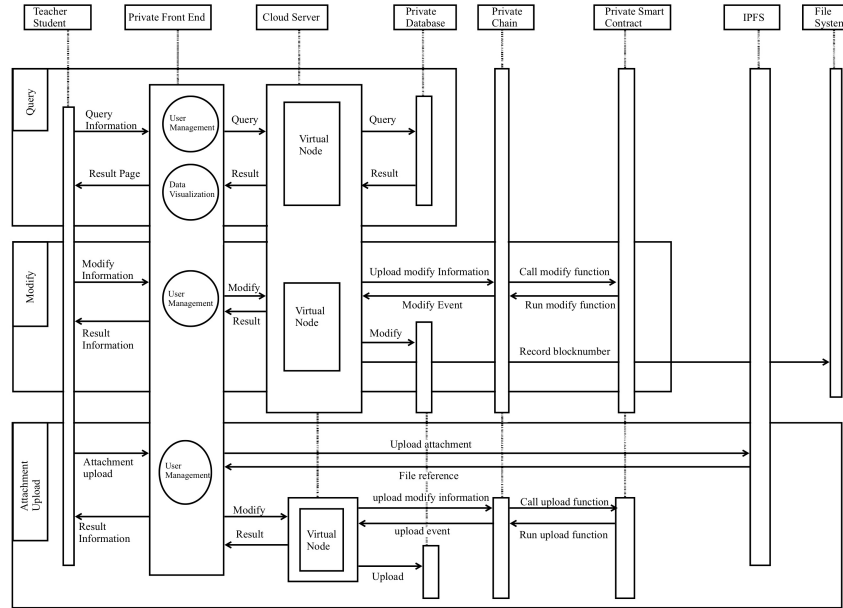 Teacher
Student
Private Front End
Cloud Server
Private
Database
Private
Chain
Private Smart
Contract
IPFS
File
System
Query
Query
Information
User
Management
Query
Virtual
Node
Query
Result Page
Data
Visualization
Result
Result
Modify
Modify
Information
User
Management
Modify
Result
Virtual
Node
Upload modify Information
Call modify function
Modify Event
Run modify function
Result
Information
Modify
Record blocknumber
Attachment
Upload
Attachment
upload
User
Management
Upload attachment
File reference
Modify
Result
Virtual
Node
upload modify information
Call upload function
upload event
Run upload function
Result
Information
Upload